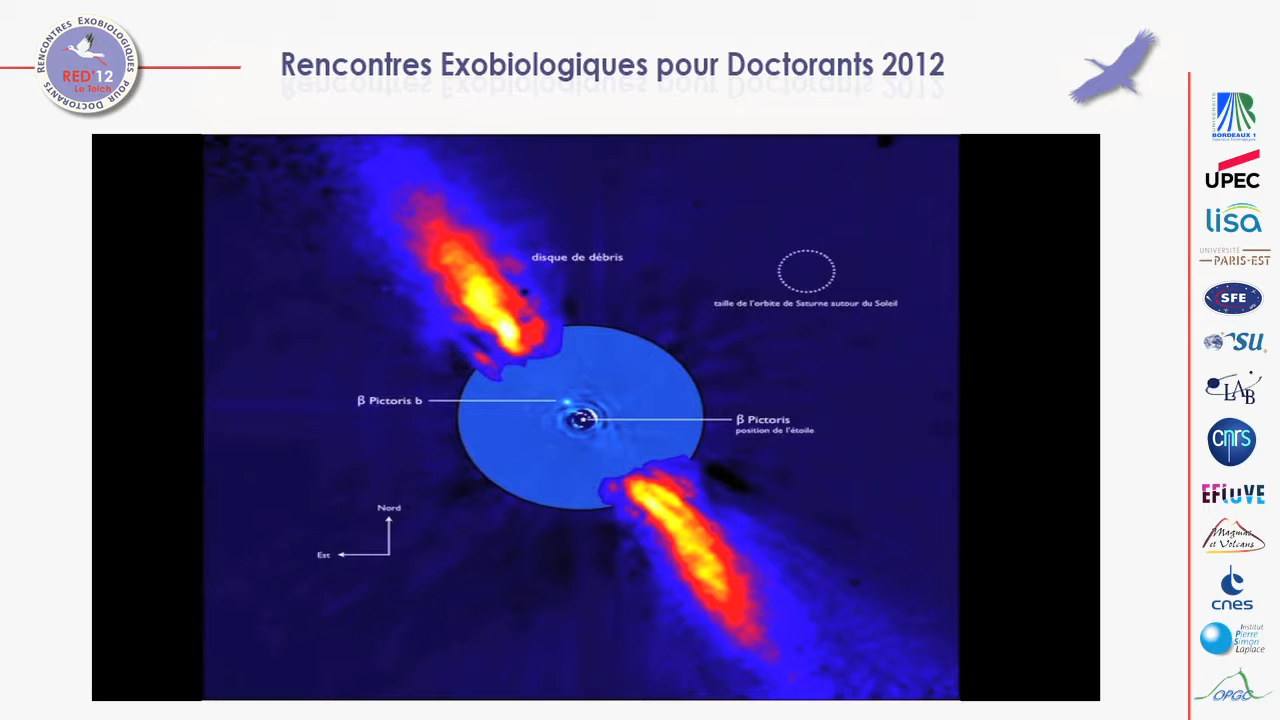 RENCONTRES EXOBIOLOGIQUES POUR DOCTORANTS
RED'12
Le Teich
Rencontres Exobiologiques pour Doctorants 2012
disque de débris
taille de l'orbite de Saturne autour du Soleil
β Pictoris b
β Pictoris
position de l'étoile
Nord
Est
UNIVERSITÉ
BORDEAUX 1
UPEC
lisa
UNIVERSITÉ
PARIS-EST
SFE
OSU
LAB
cnrs
EFLUVE
Magmas
et Volcans
cnes
Institut
Pierre
Simon
Laplace
OPGC